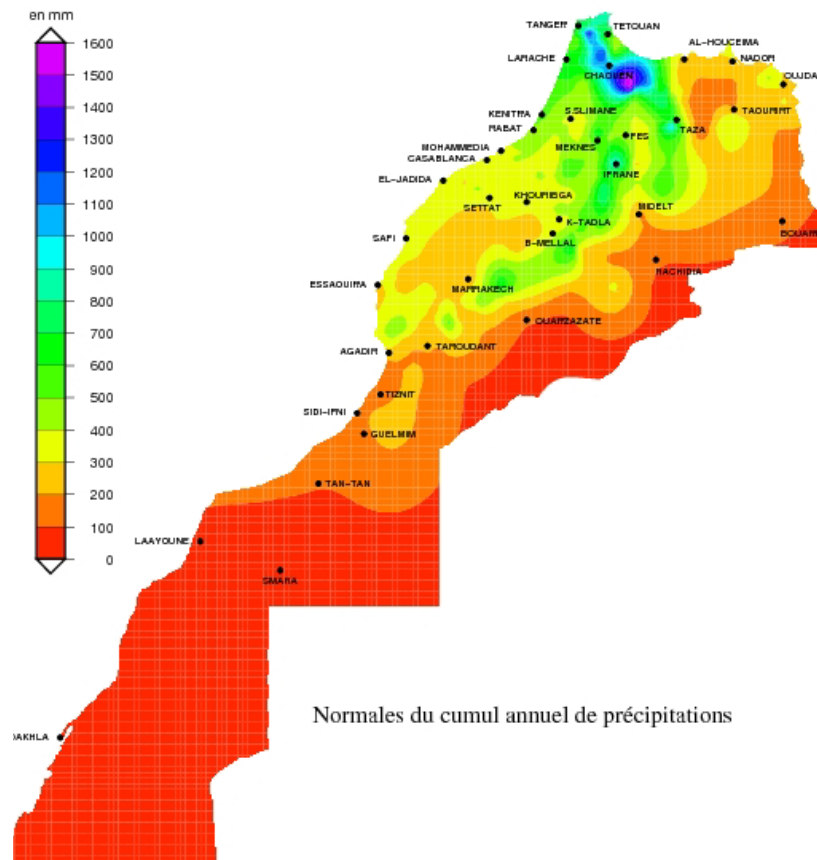 en mm
1600
1500
1400
1300
1200
1100
1000
900
800
700
600
500
400
300
200
100
0
TANGER
TETOUAN
LARACHE
AL-HOUCEIMA
NADOR
OUJDA
CHAOUEN
KENITRA
S.SLIMANE
TAOURIRT
RABAT
FES
TAZA
MEKNES
MOHAMMEDIA
CASABLANCA
IFRANE
EL-JADIDA
KHOURIBGA
SETTAT
MIDELT
K-TADLA
BOUARF
SAFI
B-MELLAL
RACHIDIA
ESSAOUIRA
MARRAKECH
OUARZAZATE
AGADIR
TAROUDANT
TIZNIT
SIDI-IFNI
GUELMIM
TAN-TAN
LAAYOUNE
SMARA
Normales du cumul annuel de précipitations
DAKHLA